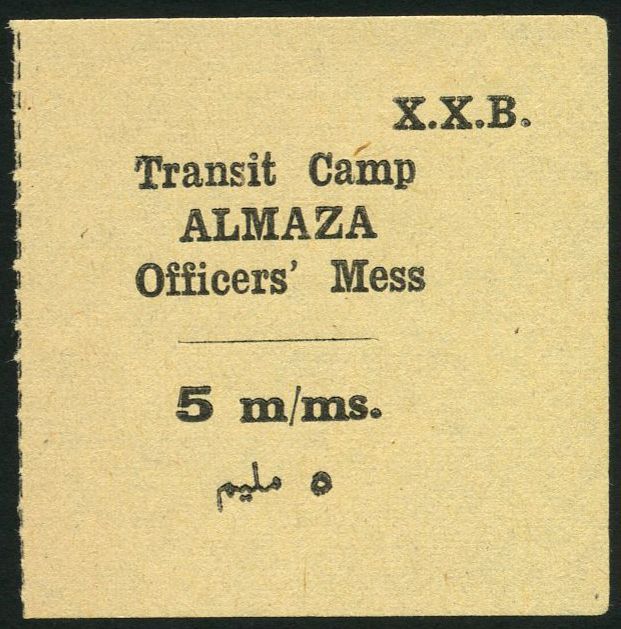 X.X.B.
Transit Camp
ALMAZA
Officers' Mess
5 m/ms.
٥ مليم